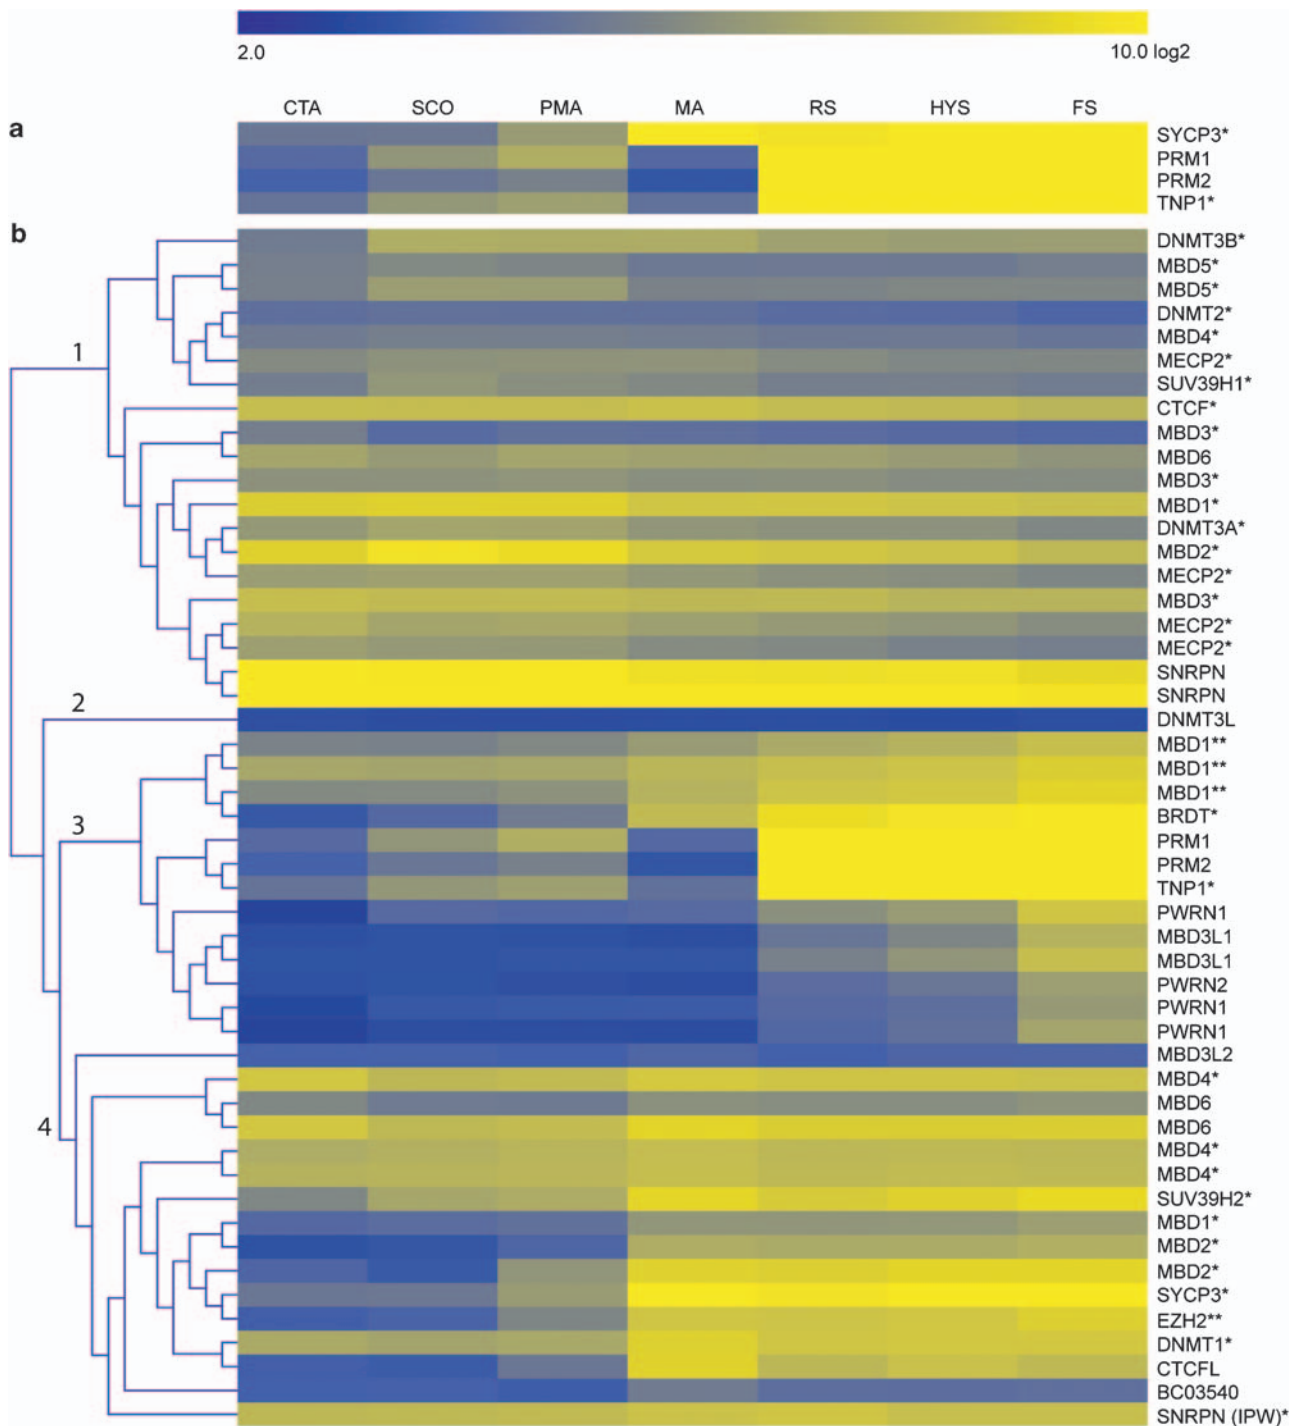 2.0 10.0 log2
CTA SCO PMA MA RS HYS FS
a
SYCP3*
PRM1
PRM2
TNP1*
b
DNMT3B*
MBD5*
MBD5*
DNMT2*
MBD4*
1
MECP2*
SUV39H1*
CTCF*
MBD3*
MBD6
MBD3*
MBD1*
DNMT3A*
MBD2*
MECP2*
MBD3*
MECP2*
MECP2*
SNRPN
SNRPN
2
DNMT3L
MBD1**
MBD1**
MBD1**
BRDT*
3
PRM1
PRM2
TNP1*
PWRN1
MBD3L1
MBD3L1
PWRN2
PWRN1
PWRN1
MBD3L2
MBD4*
MBD6
4
MBD6
MBD4*
MBD4*
SUV39H2*
MBD1*
MBD2*
MBD2*
SYCP3*
EZH2**
DNMT1*
CTCFL
BC03540
SNRPN (IPW)*